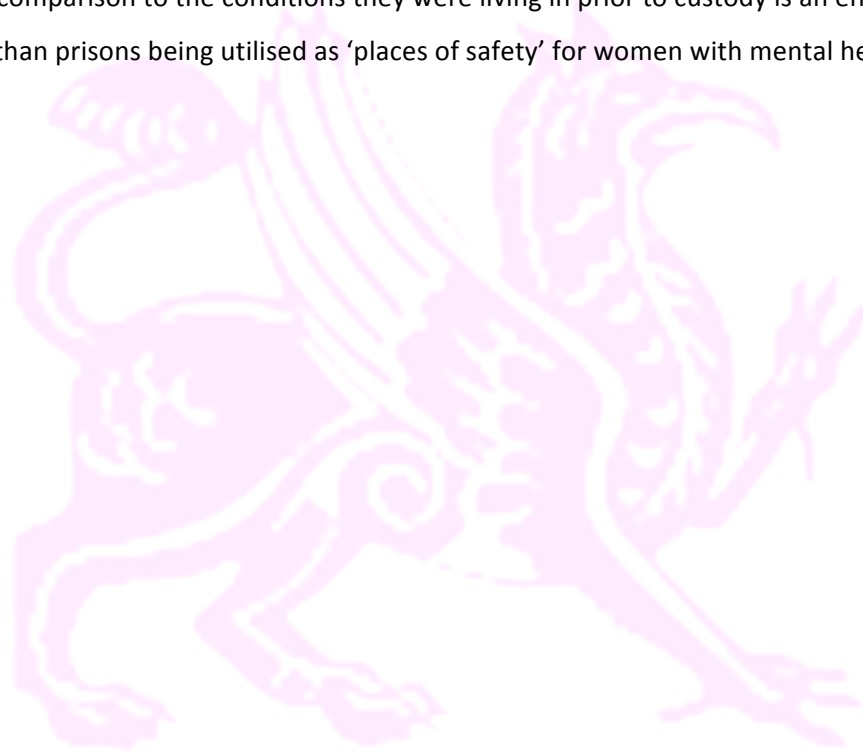 comparison to the conditions they were living in prior to custody is an en
than prisons being utilised as ‘places of safety’ for women with mental he